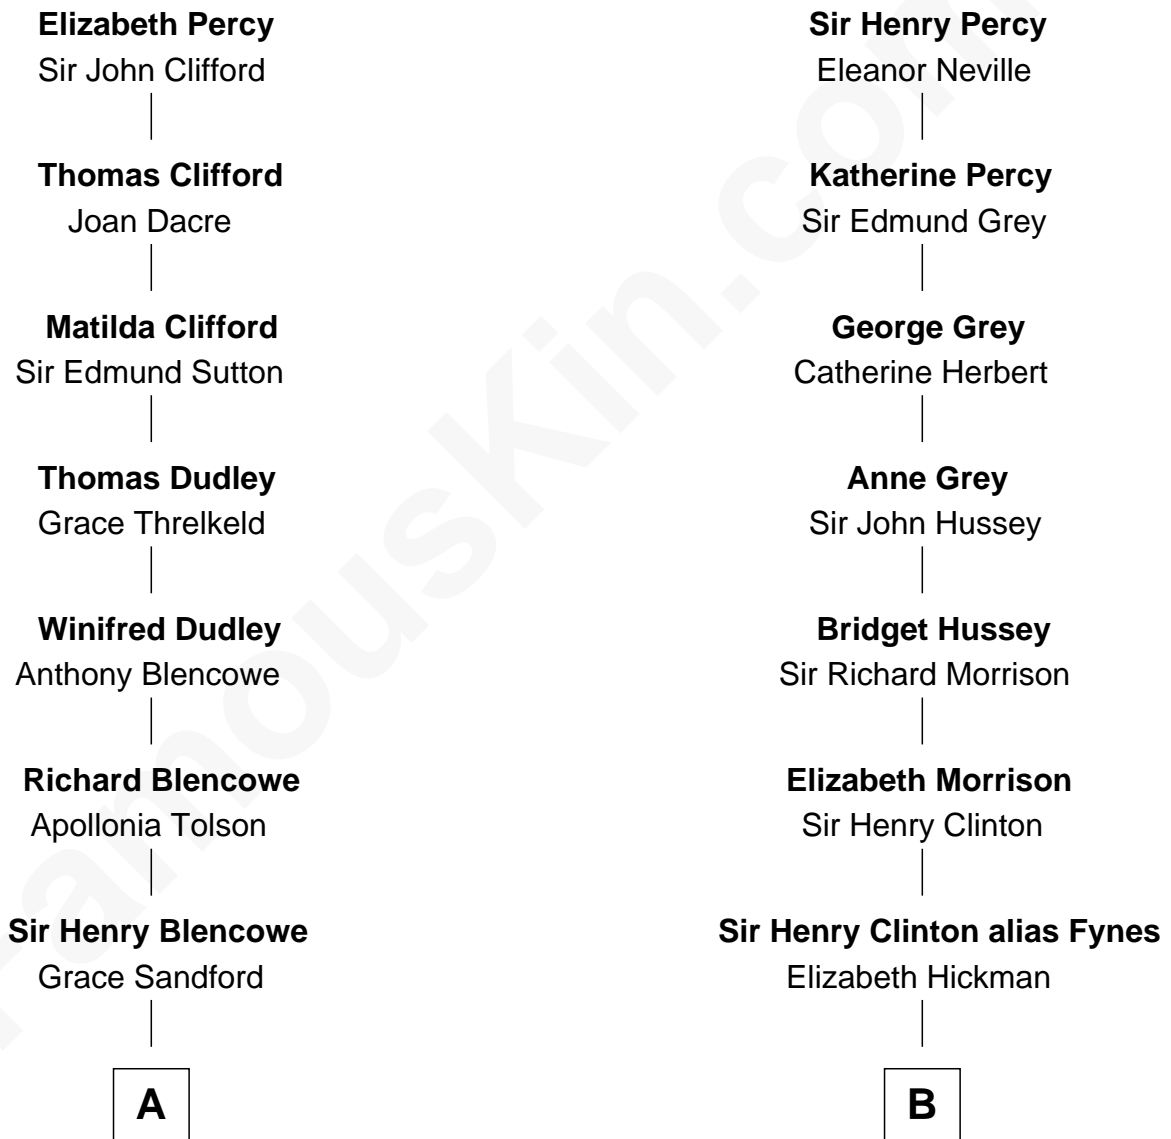 Elizabeth Percy
Sir John Clifford
Thomas Clifford
Joan Dacre
Matilda Clifford
Sir Edmund Sutton
Thomas Dudley
Grace Threlkeld
Winifred Dudley
Anthony Blencowe
Richard Blencowe
Apollonia Tolson
Sir Henry Blencowe
Grace Sandford
A
Sir Henry Percy
Eleanor Neville
Katherine Percy
Sir Edmund Grey
George Grey
Catherine Herbert
Anne Grey
Sir John Hussey
Bridget Hussey
Sir Richard Morrison
Elizabeth Morrison
Sir Henry Clinton
Sir Henry Clinton alias Fynes
Elizabeth Hickman
B
FamousKin.com